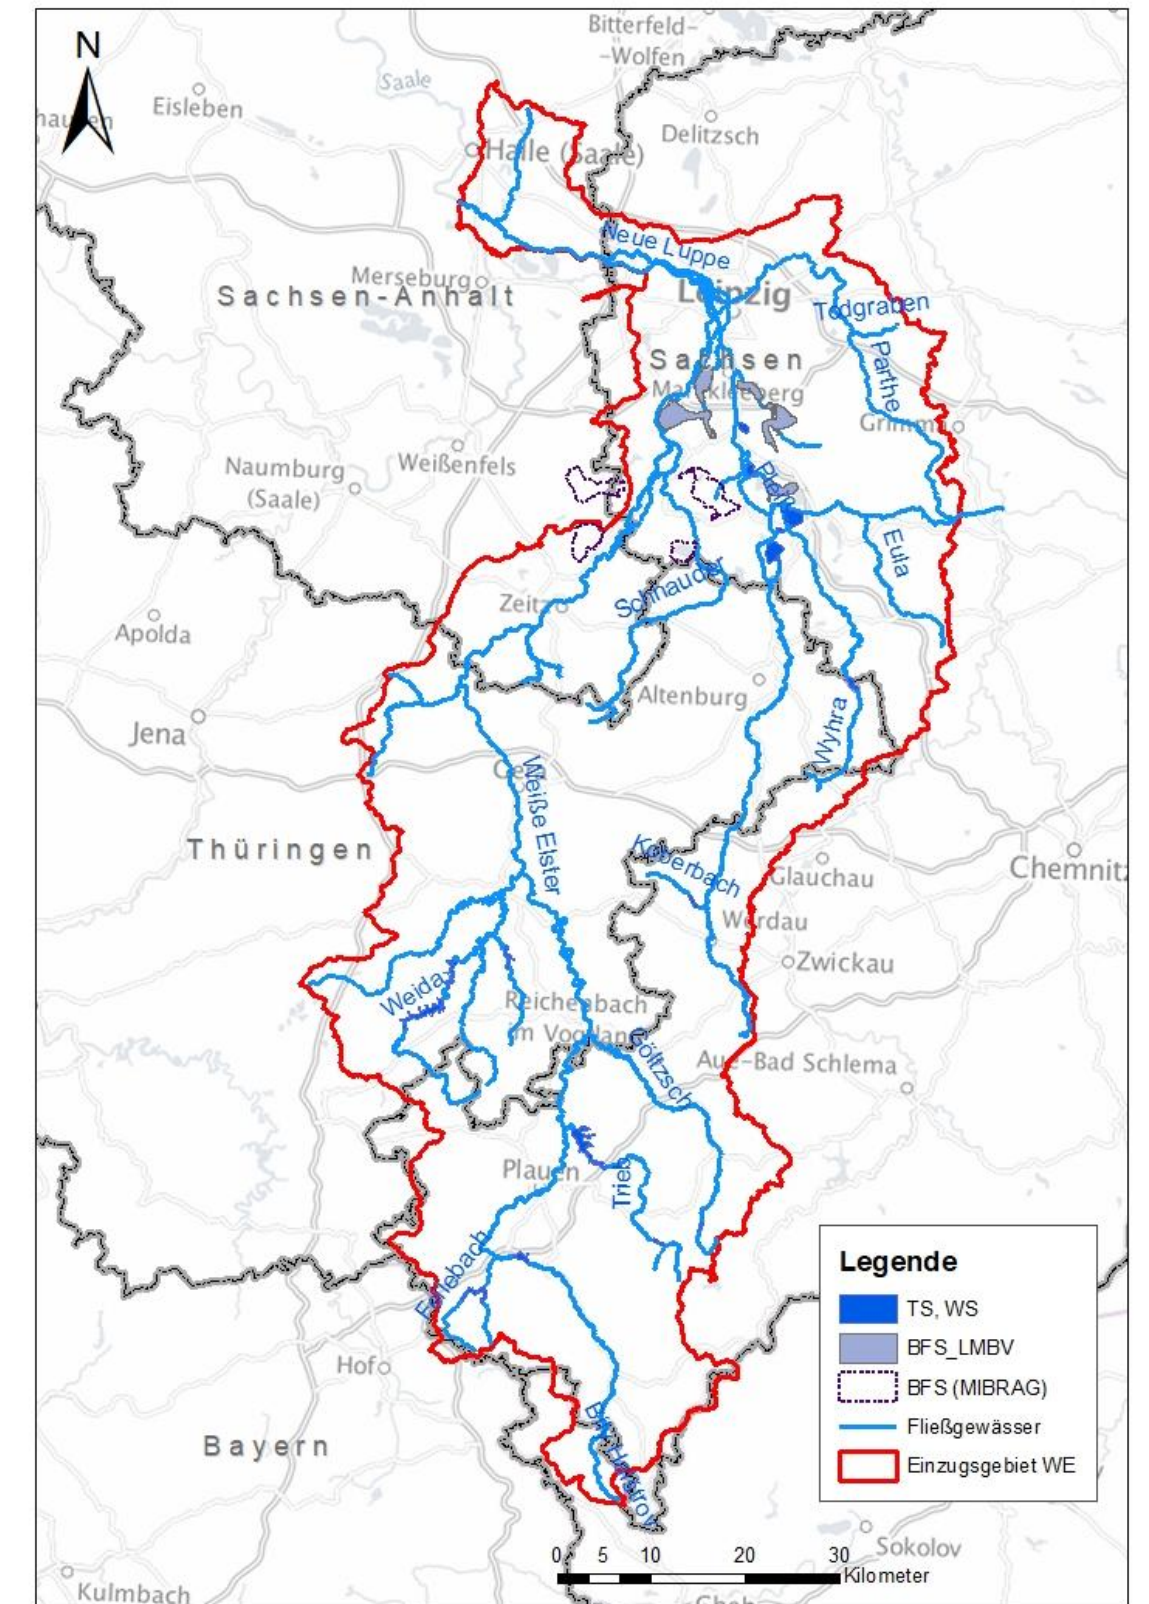 N
Bitterfeld-
-Wolfen
Saale
Eisleben
Delitzsch
Halle (Saale)
Neue Luppe
Merseburg
Sachsen-Anhalt
Leipzig
Todgraben
Sachsen
Parthe
Markkleeberg
Grimma
Naumburg
(Saale)
Weißenfels
Eula
Schnauder
Zeitz
Apolda
Altenburg
Jena
Wyhra
Gera
Weiße Elster
Thüringen
Koberbach
Glauchau
Chemnitz
Werdau
Zwickau
Weida
Reichenbach
im Vogtland
Göltzsch
Aue-Bad Schlema
Plauen
Trieb
Legende
TS, WS
BFS_LMBV
Hof
BFS (MIBRAG)
Fließgewässer
Bayern
Einzugsgebiet WE
Sokolov
0 5 10 20 30
Kilometer
Kulmbach